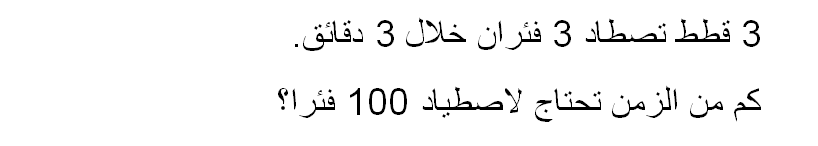 3 قطط تصطاد 3 فئران خلال 3 دقائق.
كم من الزمن تحتاج لاصطياد 100 فئرا؟